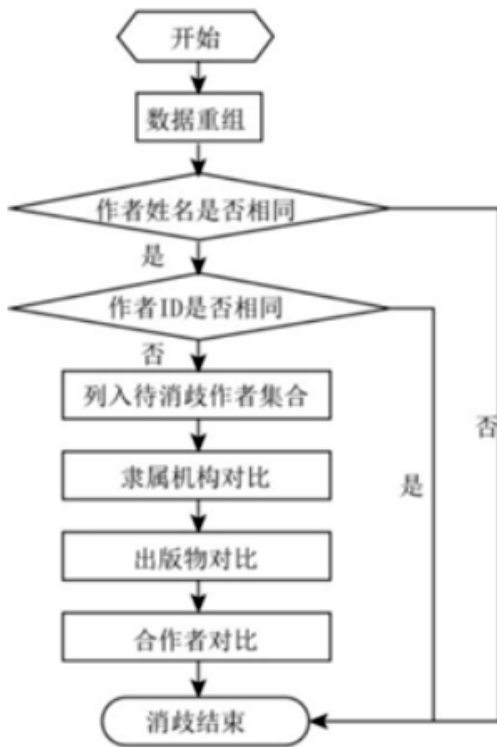 开始
数据重组
作者姓名是否相同
是
作者ID是否相同
否
列入待消歧作者集合
否
隶属机构对比
是
出版物对比
合作者对比
消歧结束